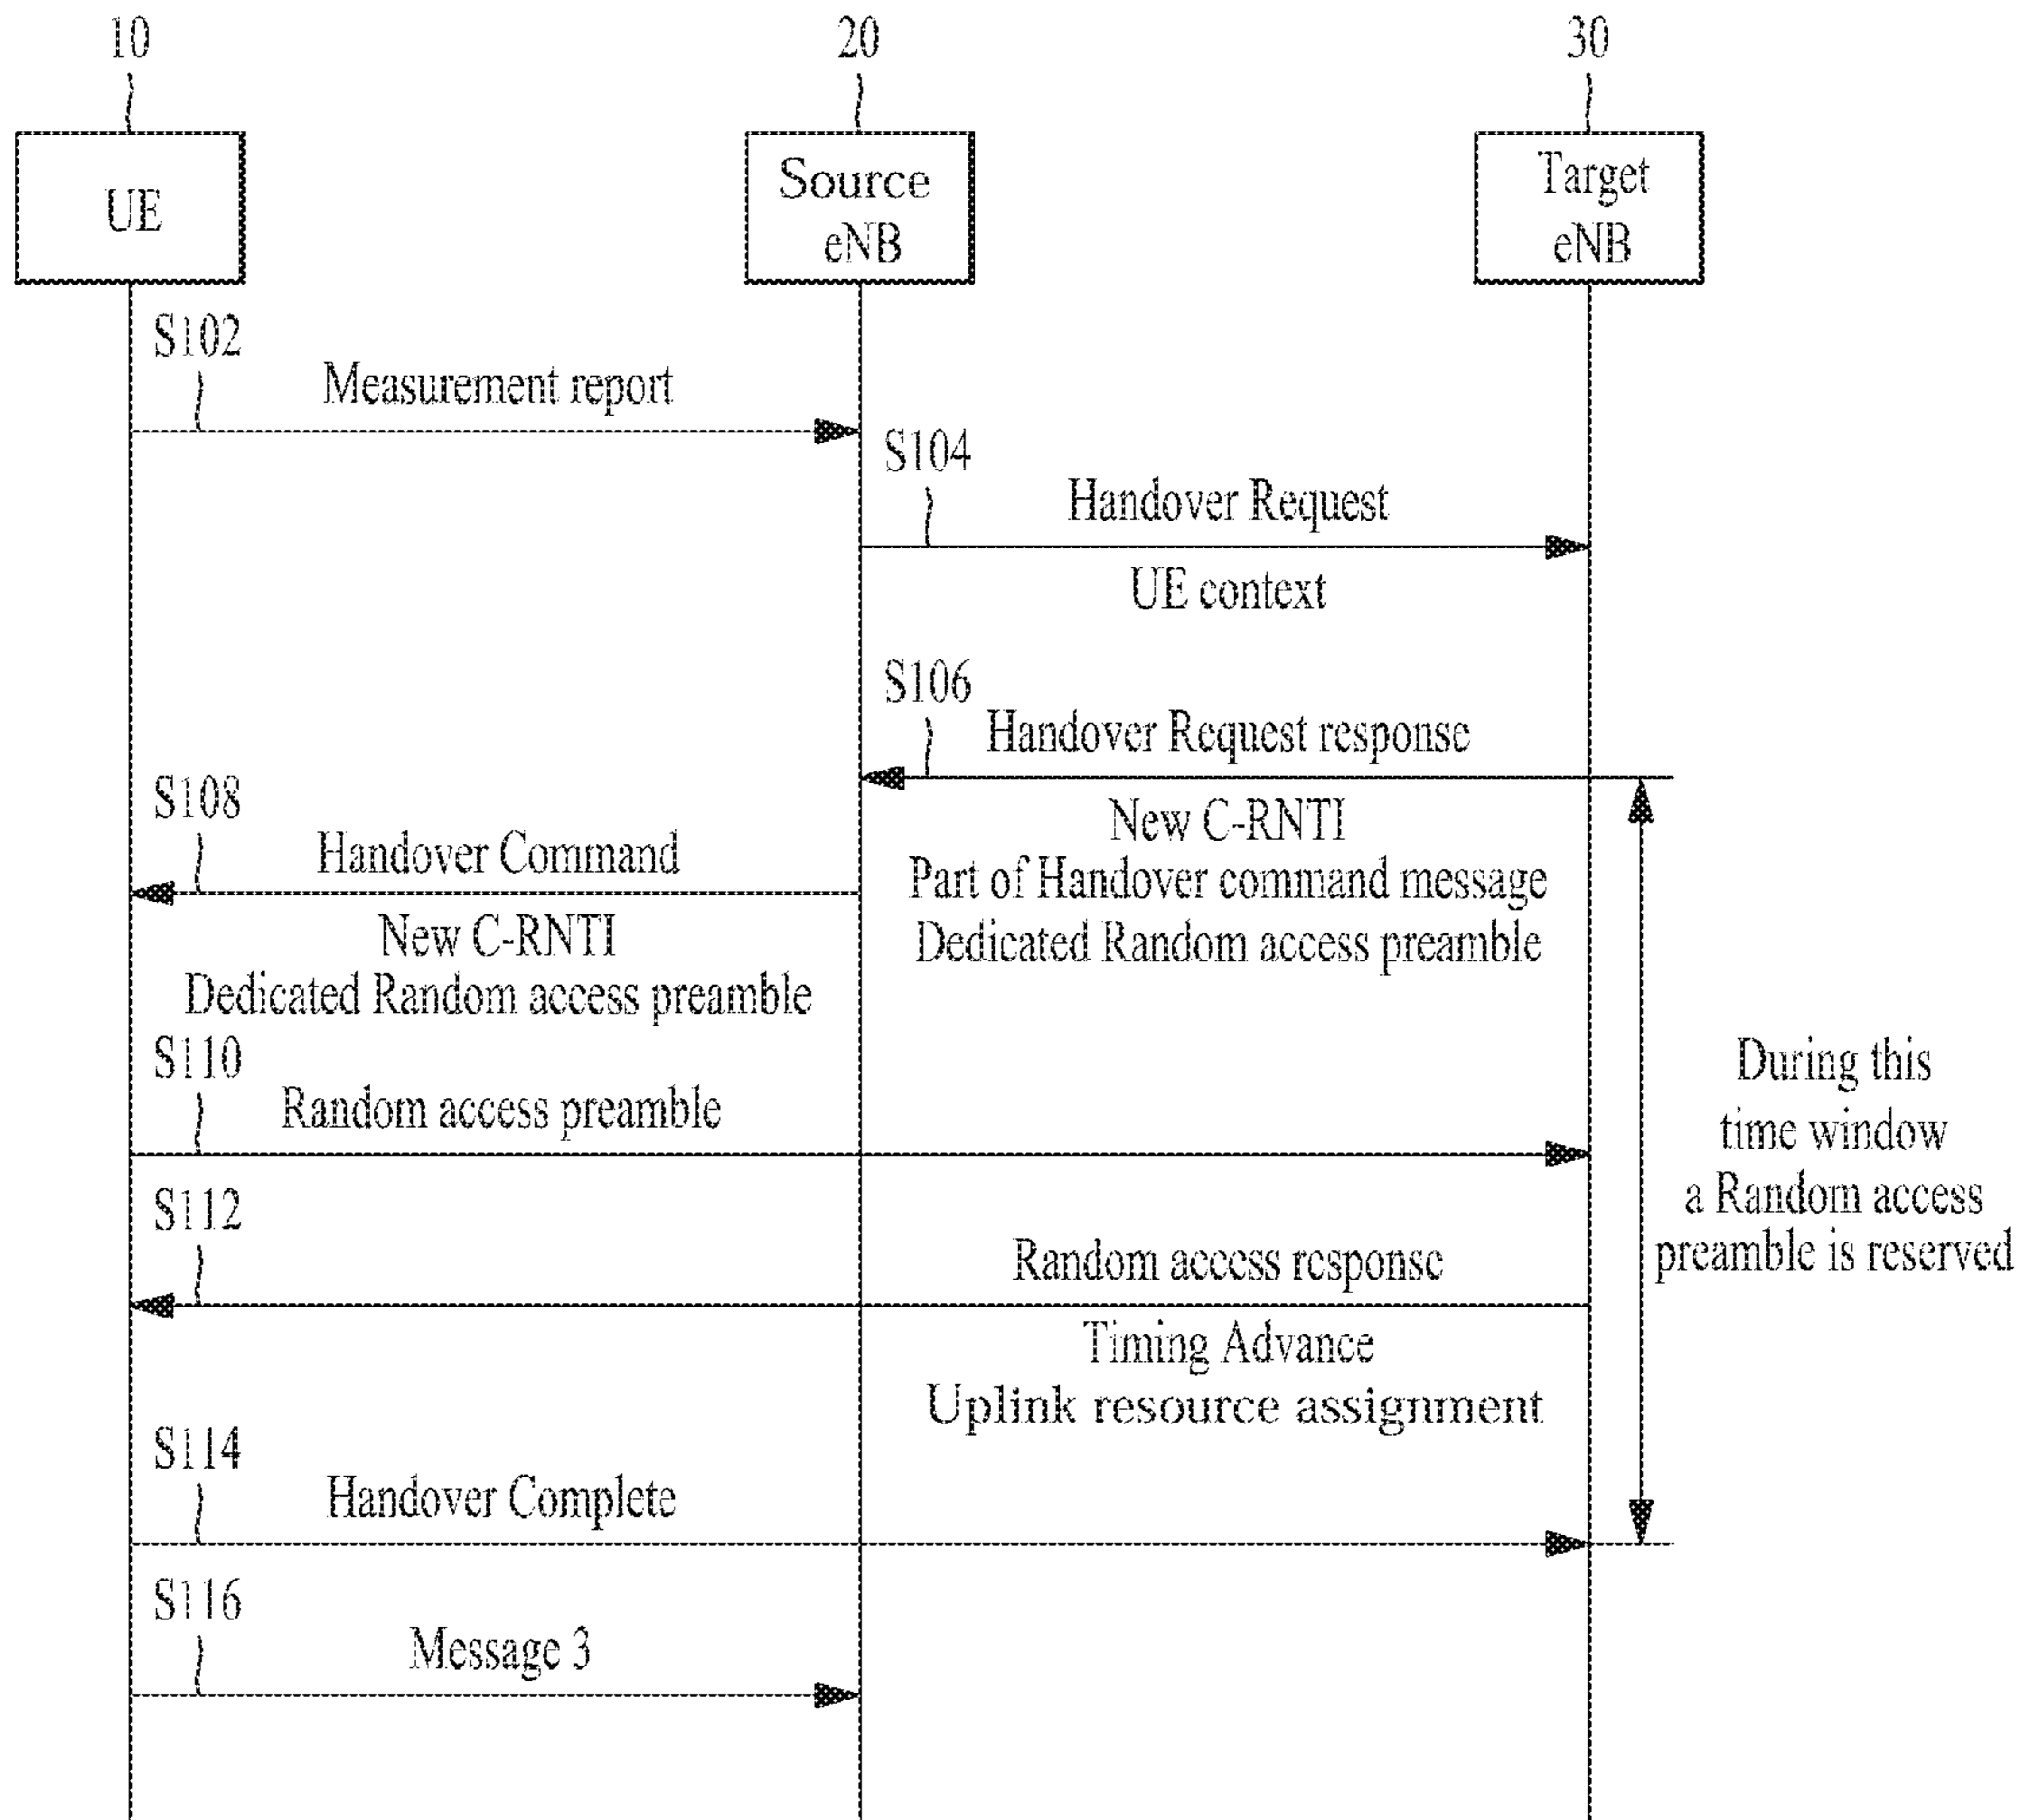 10
20
30
UE
Source
eNB
Target
eNB
S102
Measurement report
S104
Handover Request
UE context
S106
Handover Request response
New C-RNTI
Part of Handover command message
Dedicated Random access preamble
S108
Handover Command
New C-RNTI
Dedicated Random access preamble
S110
Random access preamble
During this
time window
a Random access
preamble is reserved
S112
Random access response
Timing Advance
Uplink resource assignment
S114
Handover Complete
S116
Message 3